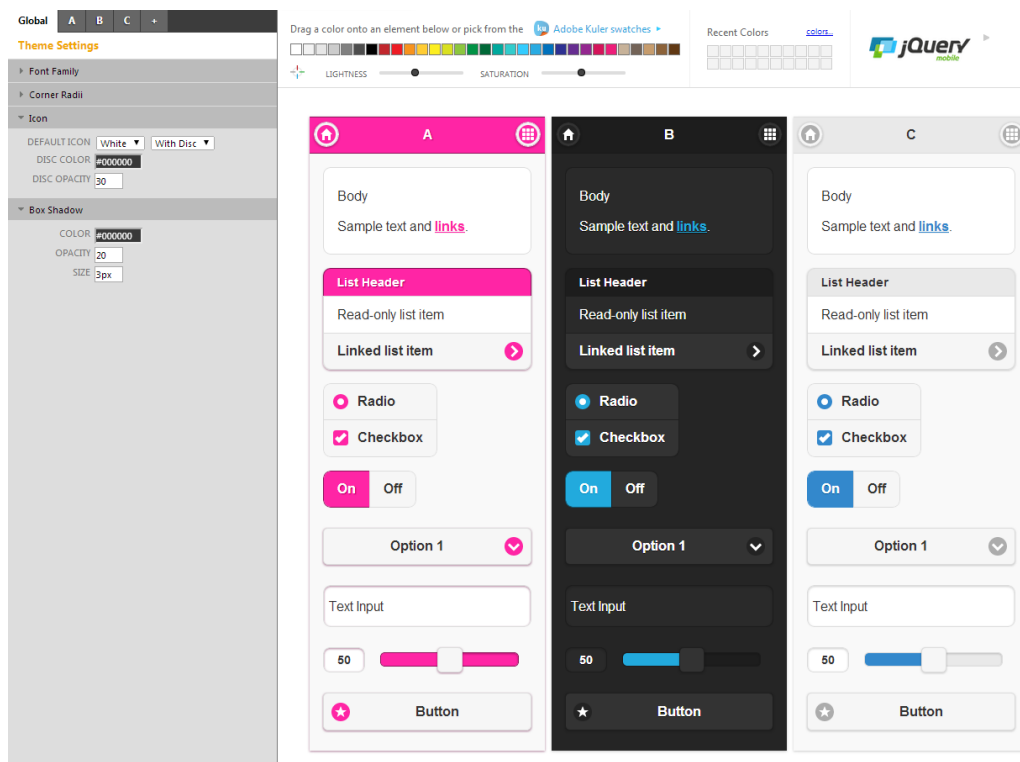 Global A B C +
Theme Settings
Font Family
Corner Radii
Icon
DEFAULT ICON White With Disc
DISC COLOR #000000
DISC OPACITY 30
Box Shadow
COLOR #000000
OPACITY 20
SIZE 3px
Drag a color onto an element below or pick from the ku Adobe Kuler swatches
LIGHTNESS SATURATION
Recent Colors colors...
jQuery
mobile
A
Body
Sample text and links.
List Header
Read-only list item
Linked list item
Radio
Checkbox
On Off
Option 1
Text Input
50
Button
B
Body
Sample text and links.
List Header
Read-only list item
Linked list item
Radio
Checkbox
On Off
Option 1
Text Input
50
Button
C
Body
Sample text and links.
List Header
Read-only list item
Linked list item
Radio
Checkbox
On Off
Option 1
Text Input
50
Button